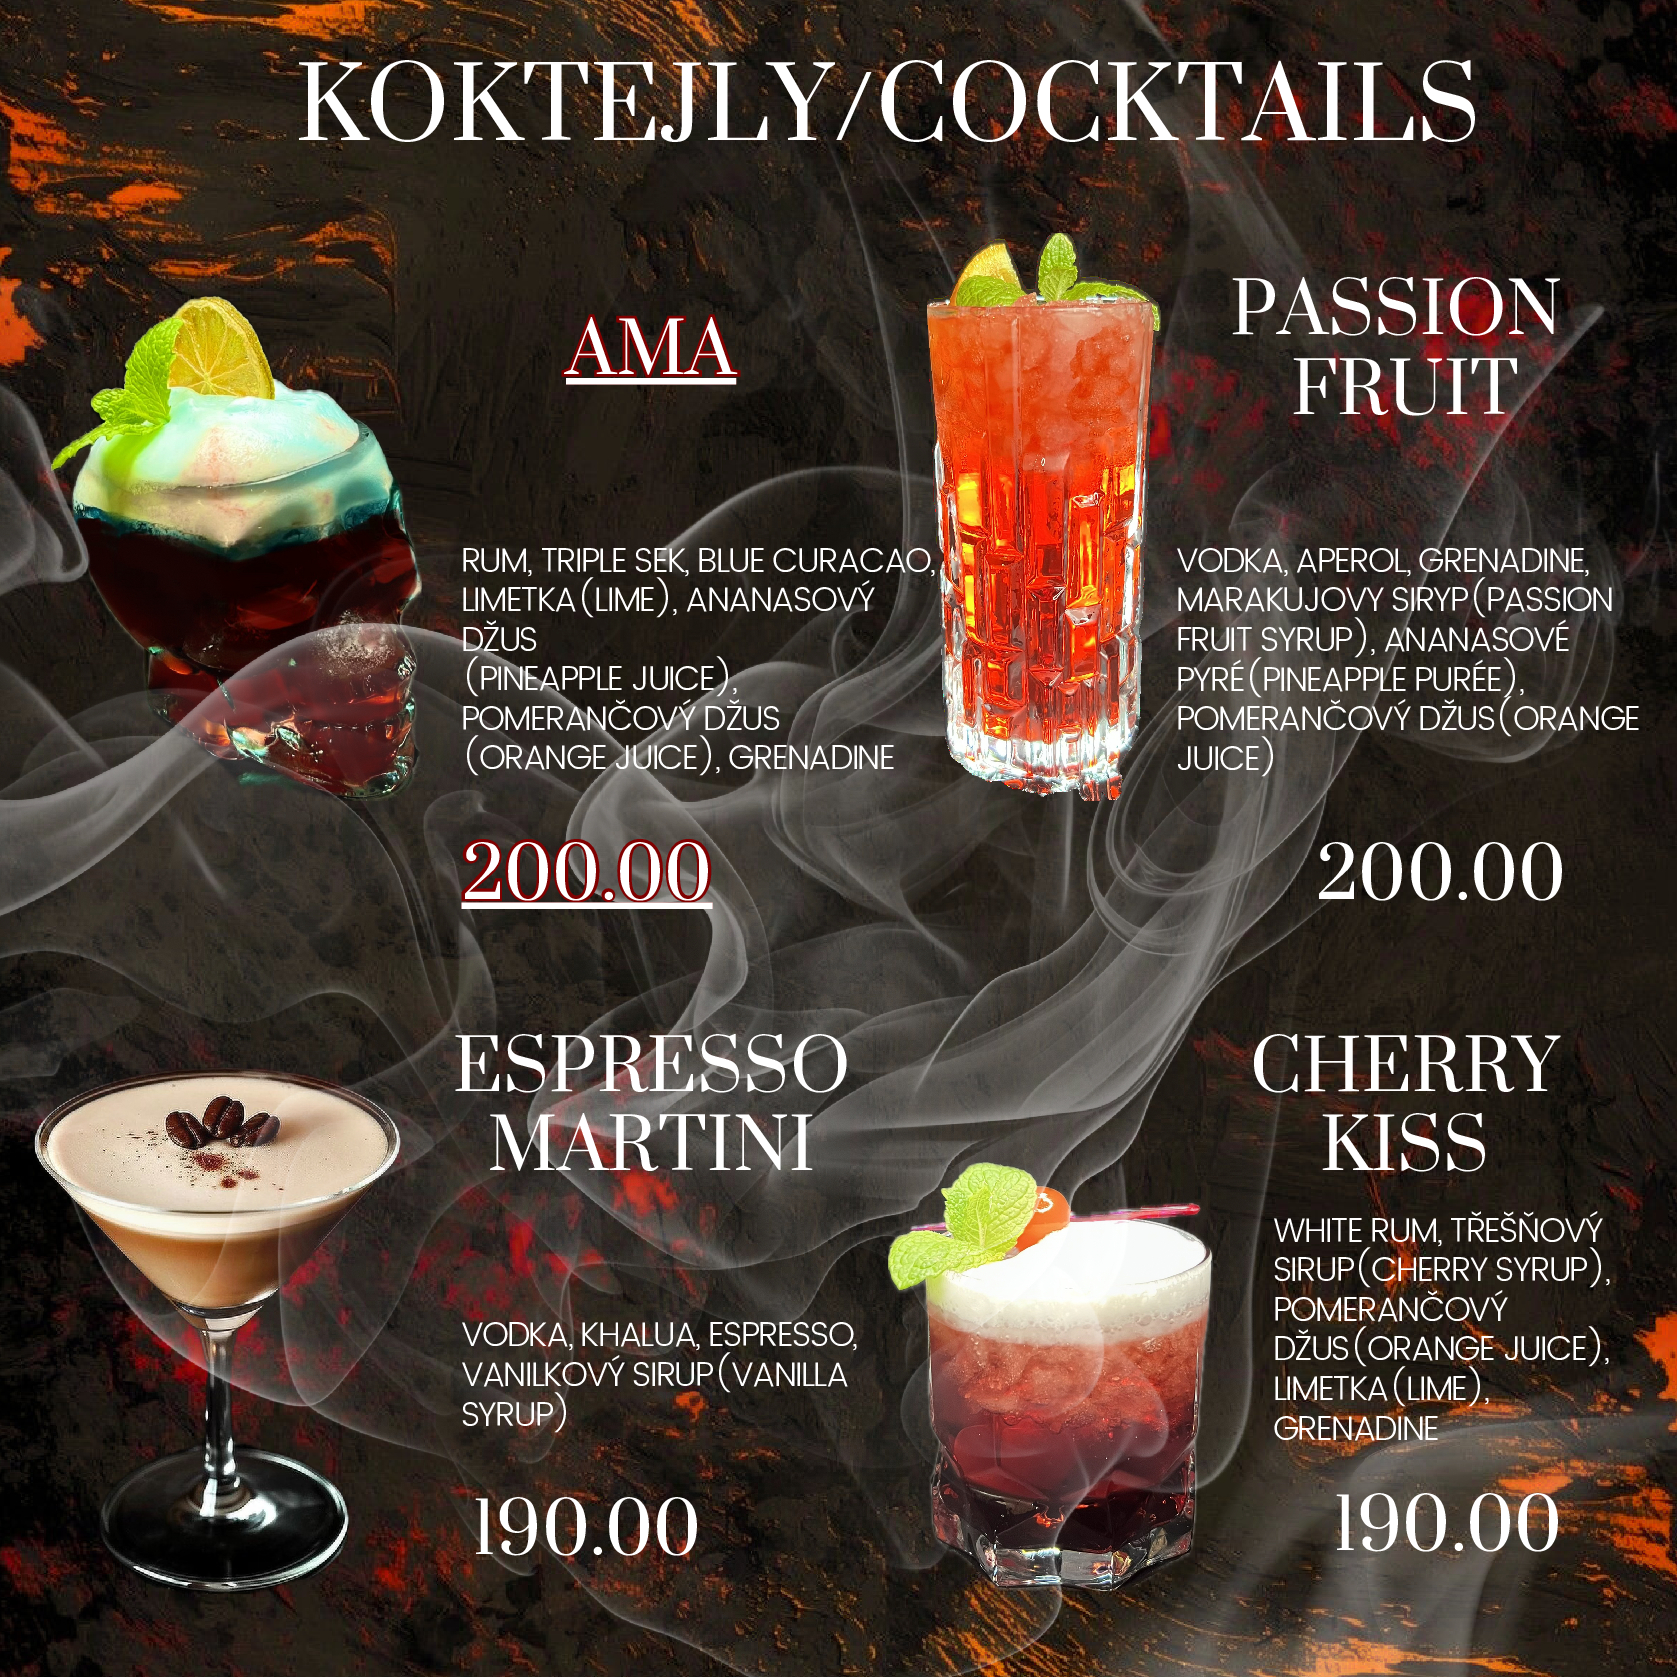 KOKTEJLY/COCKTAILS
AMA
RUM, TRIPLE SEK, BLUE CURACAO,
LIMETKA(LIME), ANANASOVÝ
DŽUS
(PINEAPPLE JUICE),
POMERANČOVÝ DŽUS
(ORANGE JUICE), GRENADINE
200.00
PASSION
FRUIT
VODKA, APEROL, GRENADINE,
MARAKUJOVY SIRYP(PASSION
FRUIT SYRUP), ANANASOVÉ
PYRÉ(PINEAPPLE PURÉE),
POMERANČOVÝ DŽUS(ORANGE
JUICE)
200.00
ESPRESSO
MARTINI
VODKA, KHALUA, ESPRESSO,
VANILKOVÝ SIRUP(VANILLA
SYRUP)
190.00
CHERRY
KISS
WHITE RUM, TŘEŠŇOVÝ
SIRUP(CHERRY SYRUP),
POMERANČOVÝ
DŽUS(ORANGE JUICE),
LIMETKA(LIME),
GRENADINE
190.00